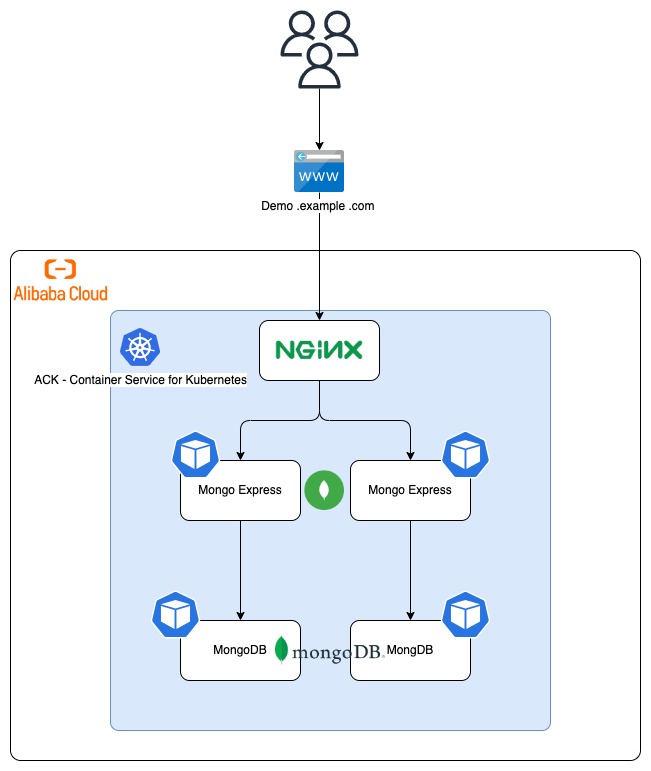 WWW
Demo .example .com
Alibaba Cloud
NGINX
ACK - Container Service for Kubernetes
Mongo Express
Mongo Express
MongoDB
mongoDB.
MongDB